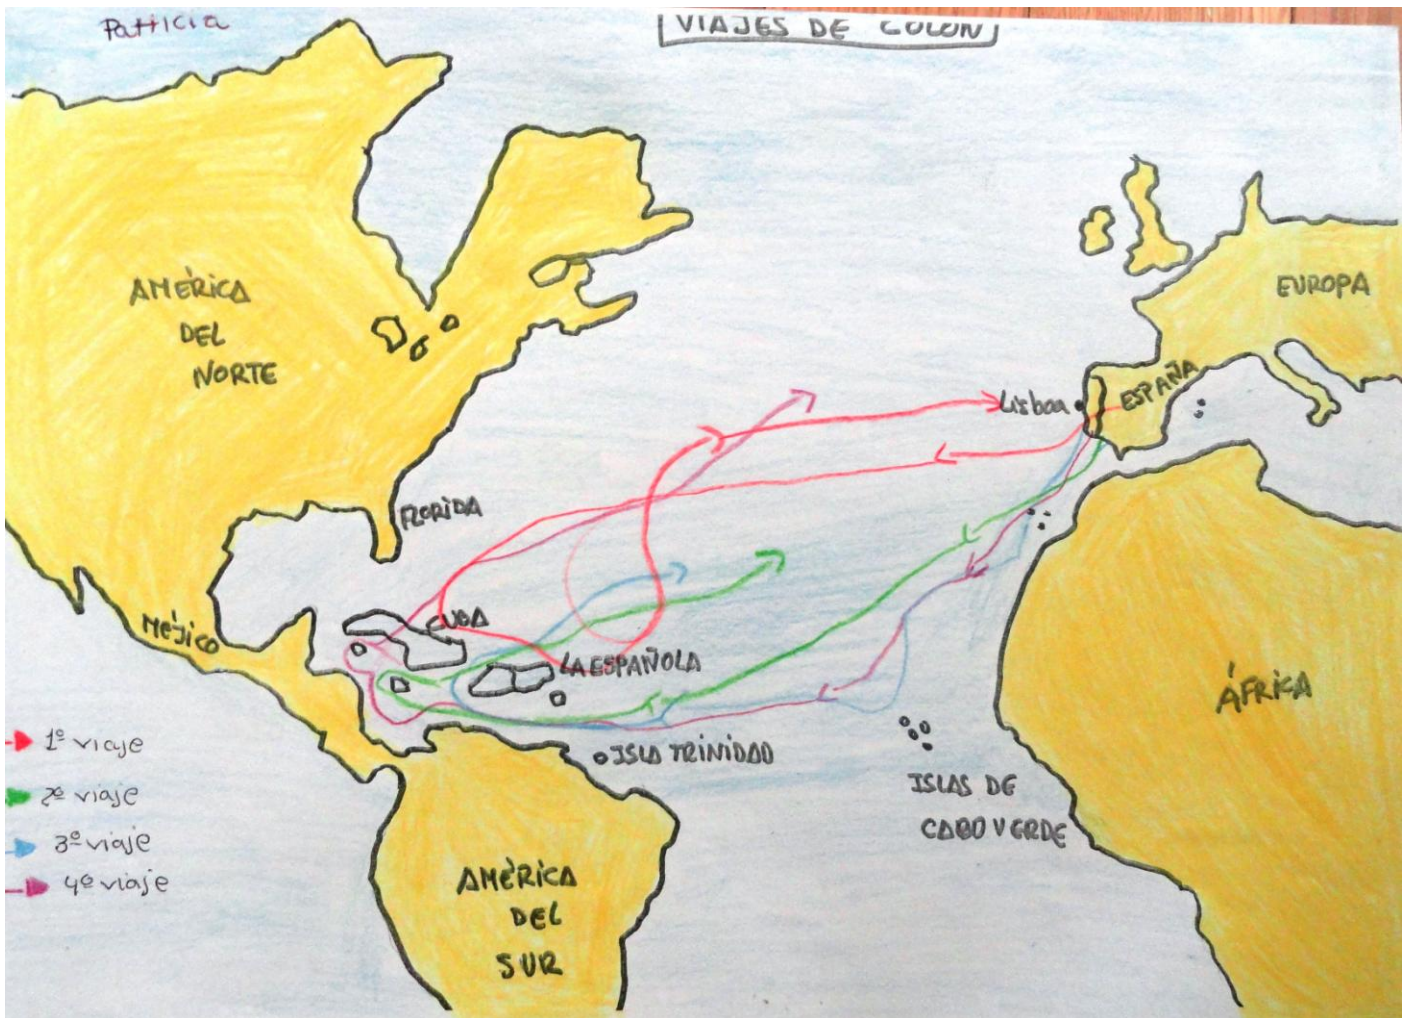 Patricia
VIAJES DE COLON
AMÉRICA
DEL
NORTE
EUROPA
ESPAÑA
Lisboa
FLORIDA
MÉJICO
CUBA
LA ESPAÑOLA
ÁFRICA
ISLA TRINIDAD
ISLAS DE
CABO VERDE
1º viaje
2º viaje
3º viaje
4º viaje
AMÉRICA
DEL
SUR